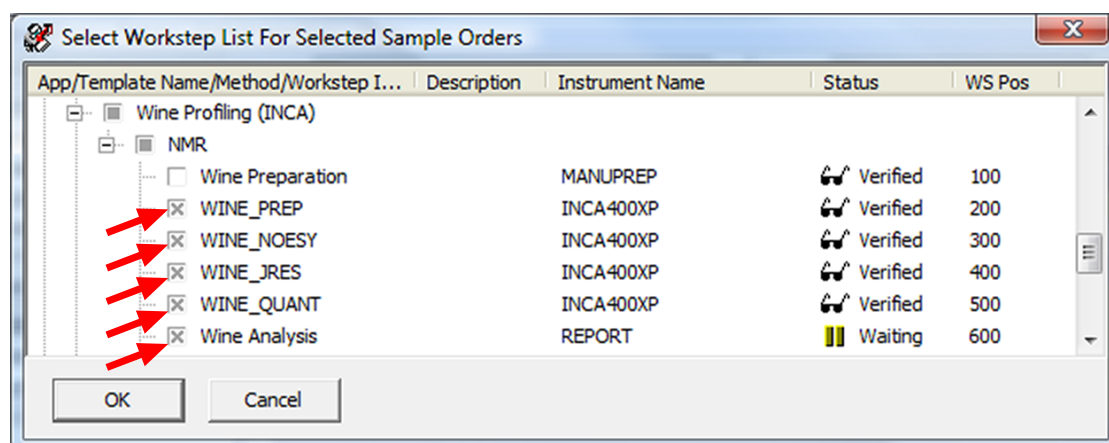 Select Workstep List For Selected Sample Orders
App/Template Name/Method/Workstep I... Description Instrument Name Status WS Pos
Wine Profiling (INCA)
NMR
Wine Preparation MANUPREP Verified 100
WINE_PREP INCA400XP Verified 200
WINE_NOESY INCA400XP Verified 300
WINE_JRES INCA400XP Verified 400
WINE_QUANT INCA400XP Verified 500
Wine Analysis REPORT Waiting 600
OK Cancel